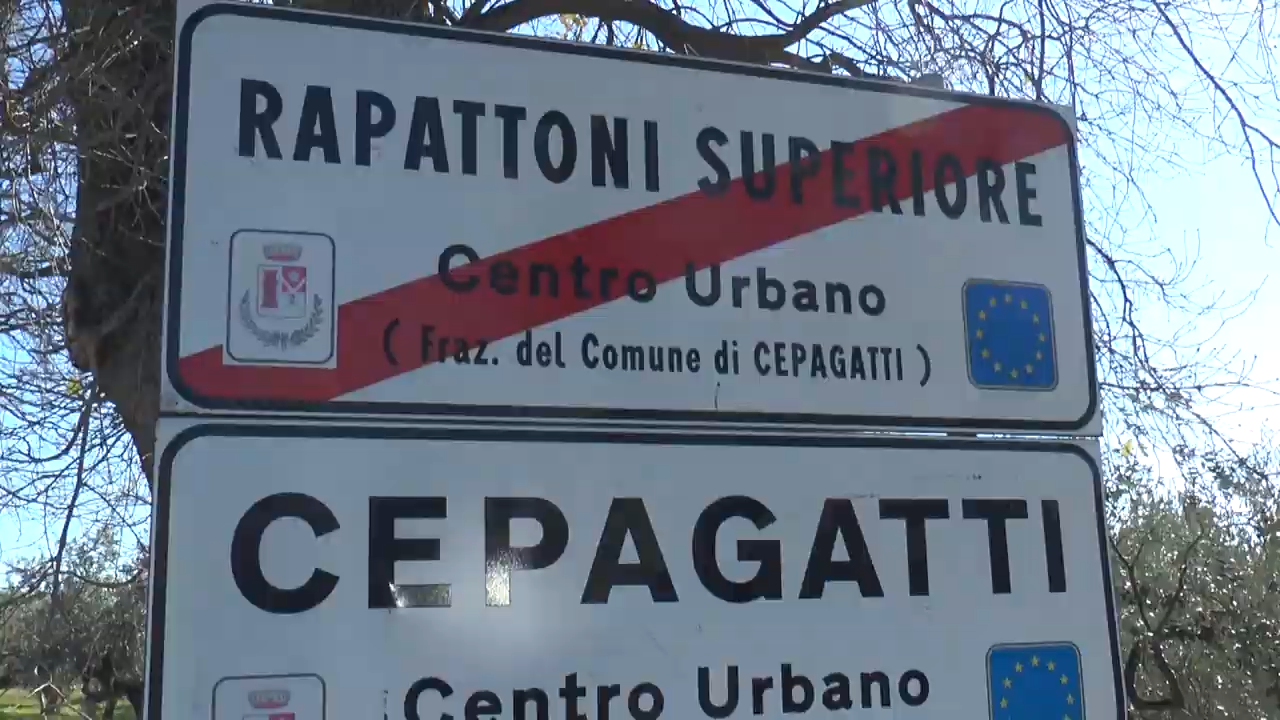 RAPATTONI SUPERIORE
Centro Urbano
( Fraz. del Comune di CEPAGATTI )
CEPAGATTI
Centro Urbano